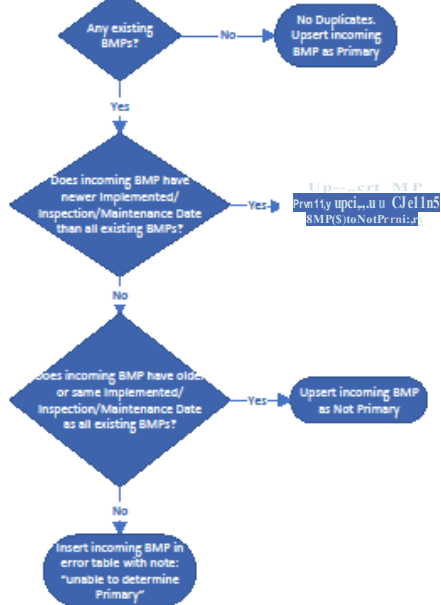 Any existing
BMPs?
No
No Duplicates.
Upsert incoming
BMP as Primary
Yes
Does incoming BMP have
newer Implemented/
Inspection/Maintenance Date
than all existing BMPs?
Yes
No
Does incoming BMP have older
or same Implemented/
Inspection/Maintenance Date
as all existing BMPs?
Yes
Upsert incoming BMP
as Not Primary
No
Insert incoming BMP in
error table with note:
"unable to determine
Primary"